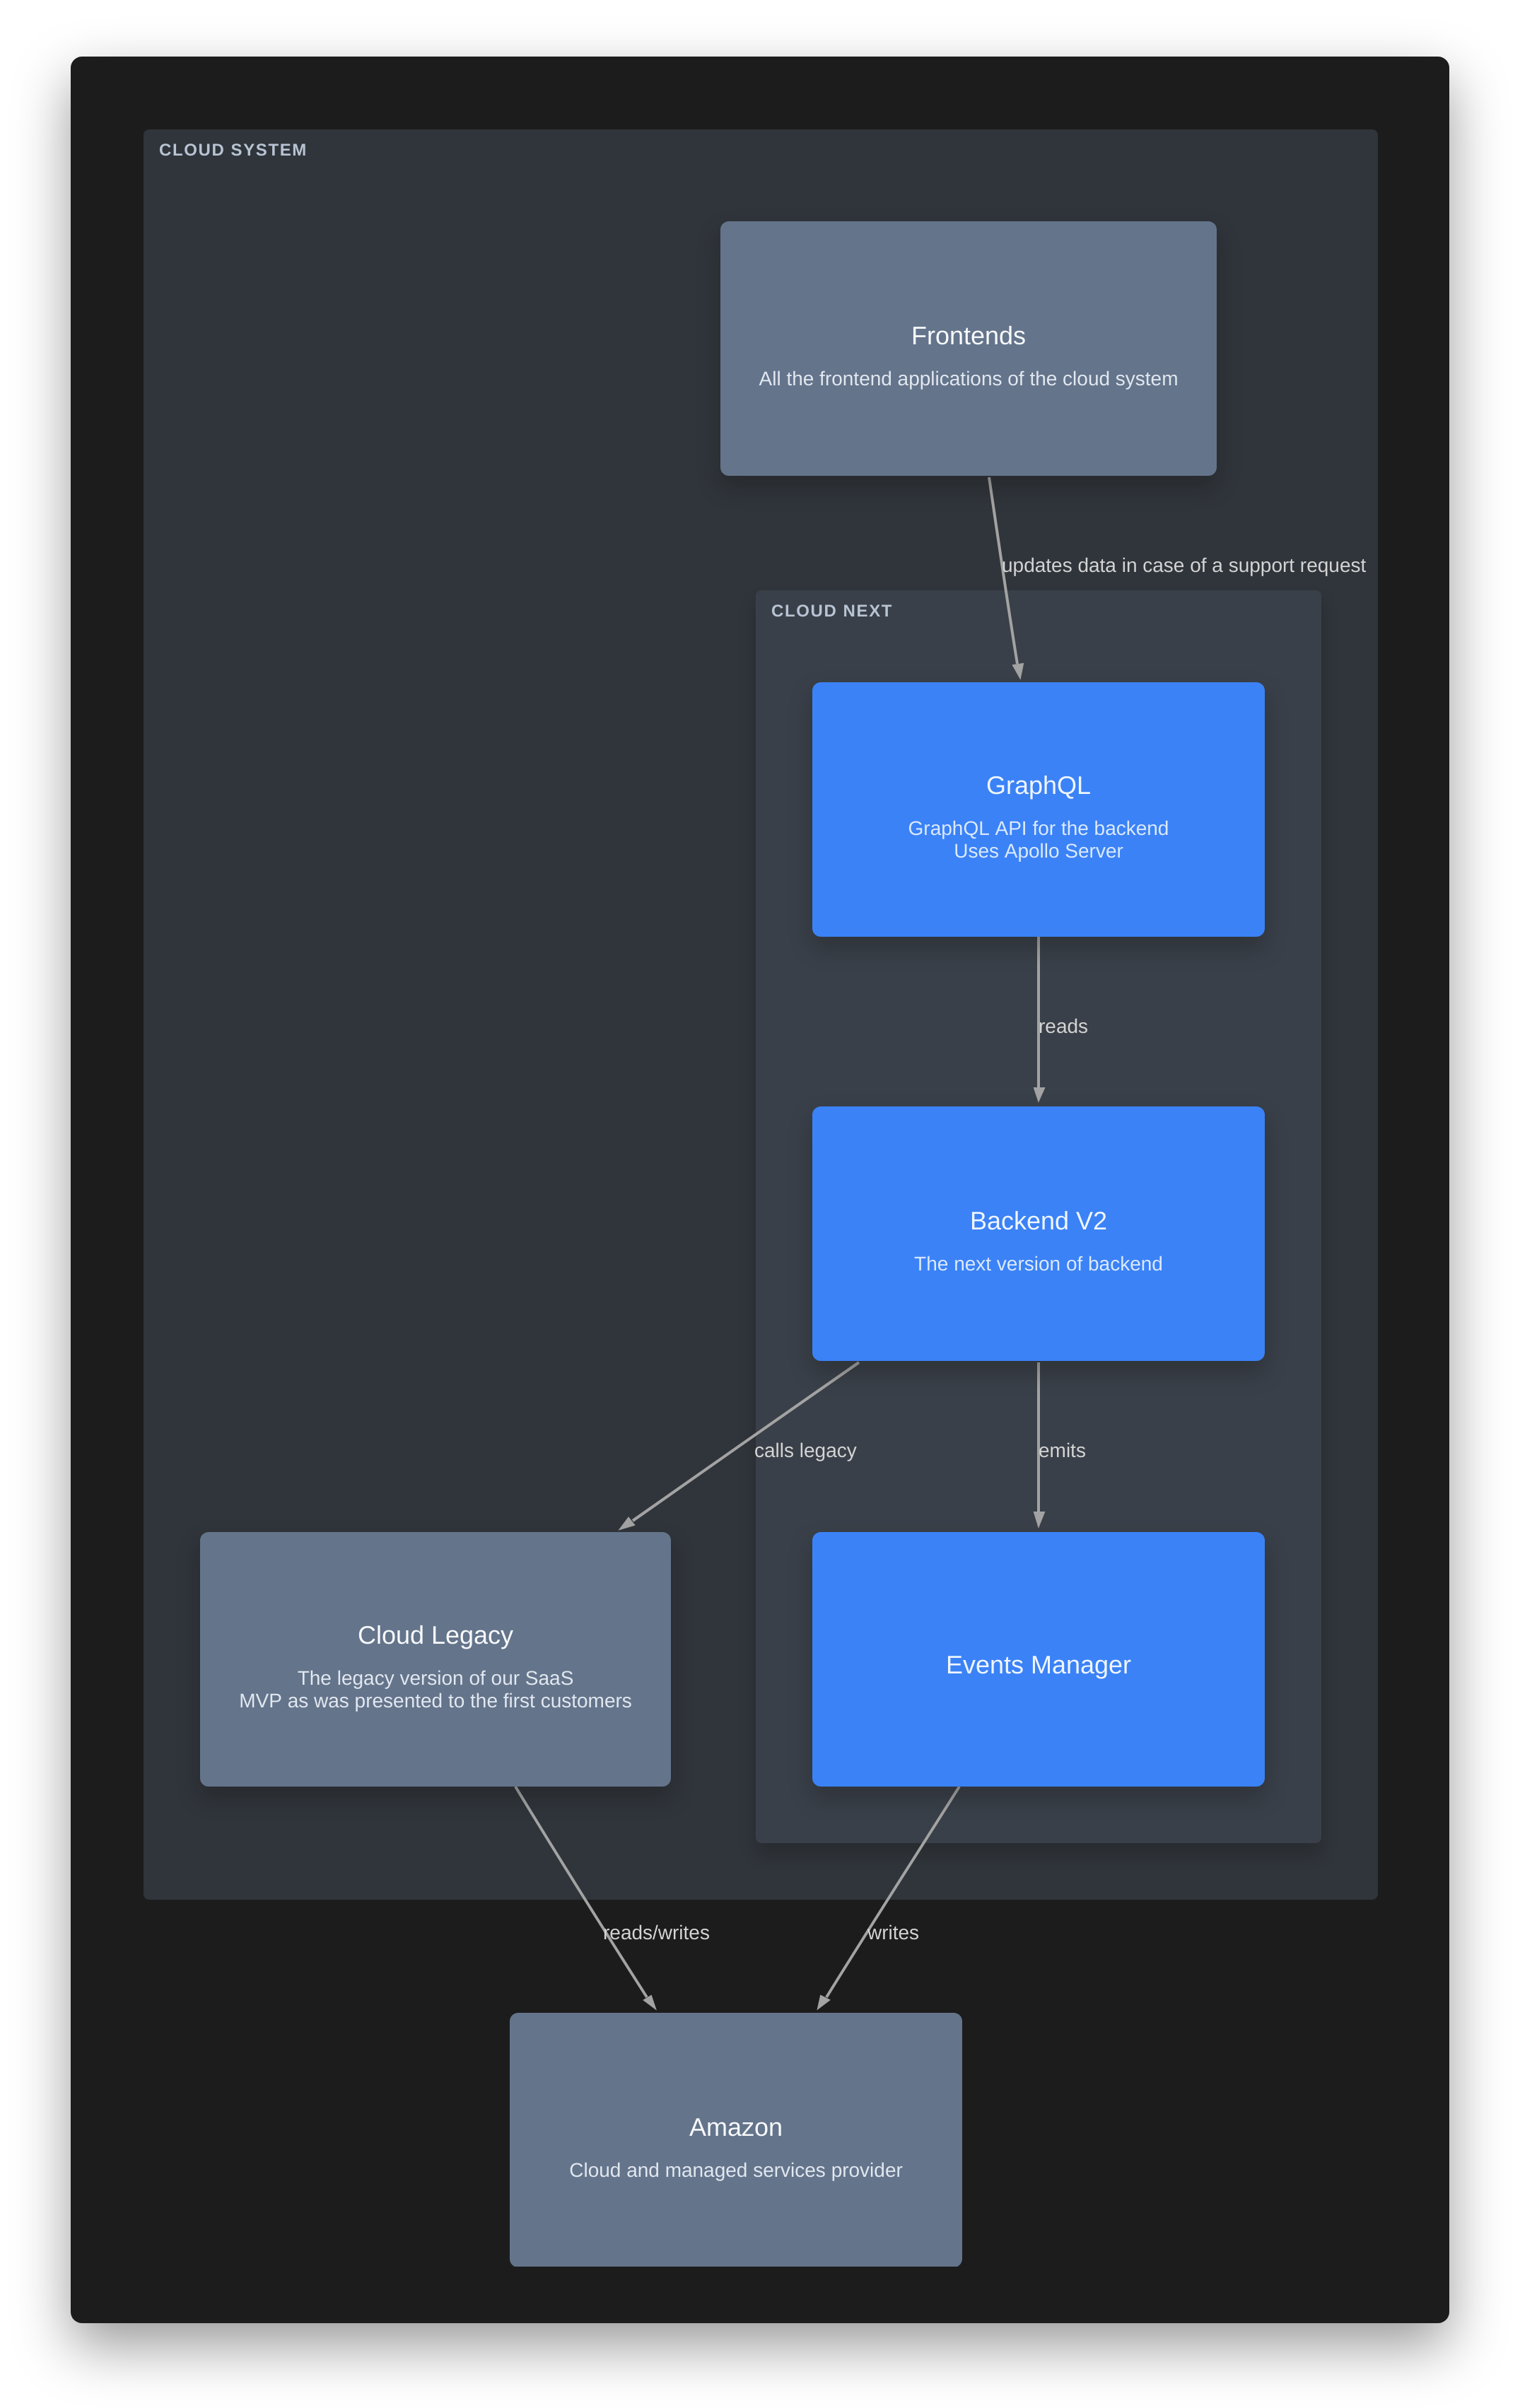 CLOUD SYSTEM
Frontends
All the frontend applications of the cloud system
updates data in case of a support request
CLOUD NEXT
GraphQL
GraphQL API for the backend
Uses Apollo Server
reads
Backend V2
The next version of backend
calls legacy
emits
Cloud Legacy
The legacy version of our SaaS
MVP as was presented to the first customers
Events Manager
reads/writes
writes
Amazon
Cloud and managed services provider